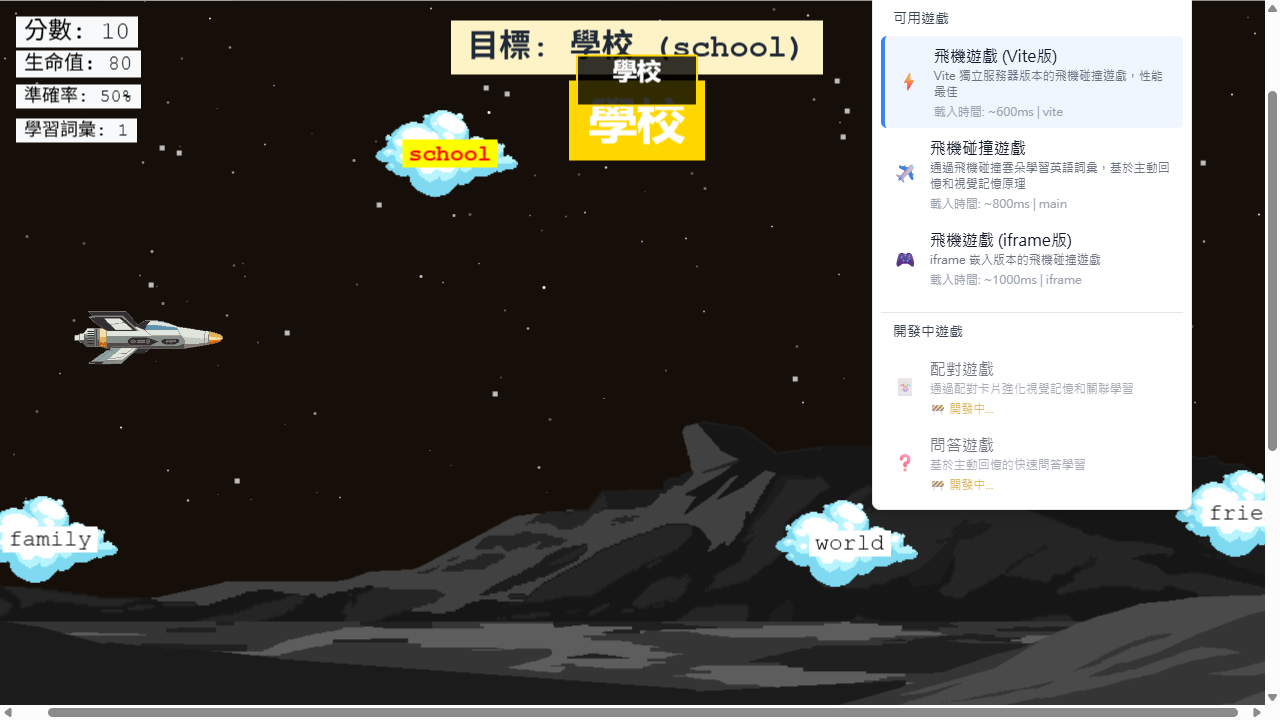 分數: 10
生命值: 80
準確率: 50%
學習詞彙: 1
目標: 學校 (school)
學校
學校
school
family
world
可用遊戲
飛機遊戲 (Vite版)
Vite 獨立服務器版本的飛機碰撞遊戲，性能
最佳
載入時間: ~600ms | vite
飛機碰撞遊戲
通過飛機碰撞雲朵學習英語詞彙，基於主動回
憶和視覺記憶原理
載入時間: ~800ms | main
飛機遊戲 (iframe版)
iframe 嵌入版本的飛機碰撞遊戲
載入時間: ~1000ms | iframe
開發中遊戲
配對遊戲
通過配對卡片強化視覺記憶和關聯學習
開發中...
問答遊戲
基於主動回憶的快速問答學習
開發中...
frie